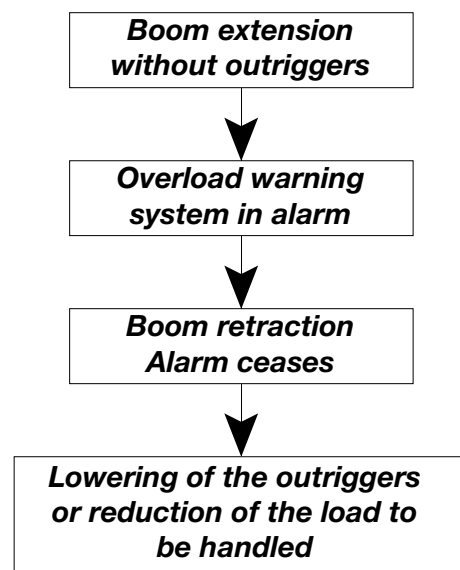 Boom extension
without outriggers
Overload warning
system in alarm
Boom retraction
Alarm ceases
Lowering of the outriggers
or reduction of the load to
be handled